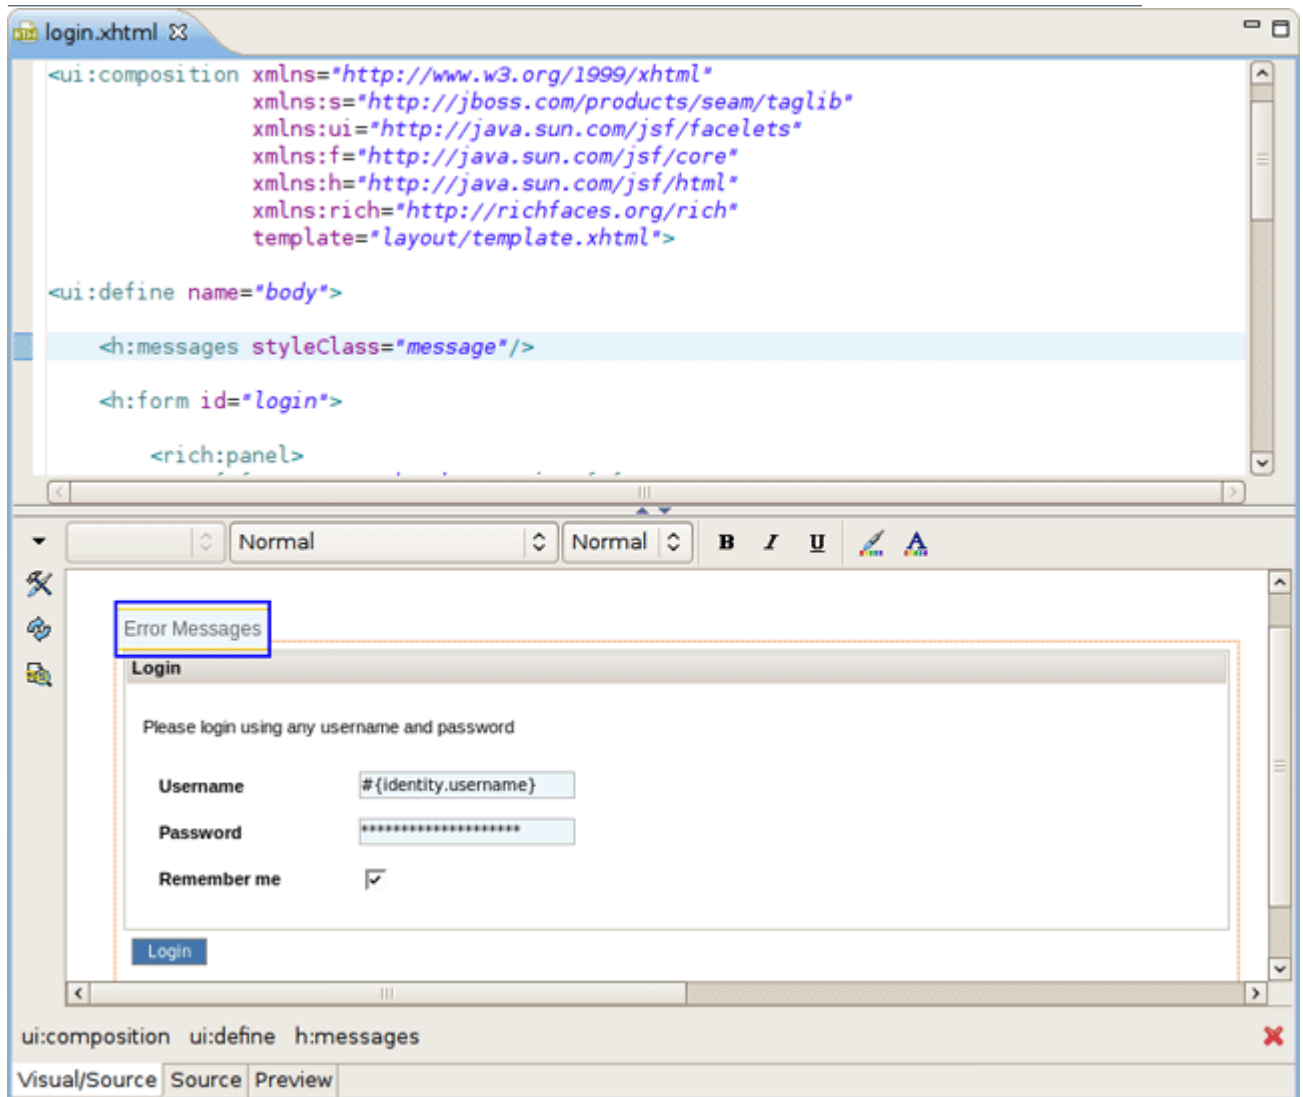 login.xhtml
<ui:composition xmlns="http://www.w3.org/1999/xhtml"
xmlns:s="http://jboss.com/products/seam/taglib"
xmlns:ui="http://java.sun.com/jsf/facelets"
xmlns:f="http://java.sun.com/jsf/core"
xmlns:h="http://java.sun.com/jsf/html"
xmlns:rich="http://richfaces.org/rich"
template="layout/template.xhtml">
<ui:define name="body">
<h:messages styleClass="message"/>
<h:form id="login">
<rich:panel>
Normal Normal B I U A
Error Messages
Login
Please login using any username and password
Username #{identity.username}
Password ********************
Remember me
Login
ui:composition ui:define h:messages
Visual/Source Source Preview